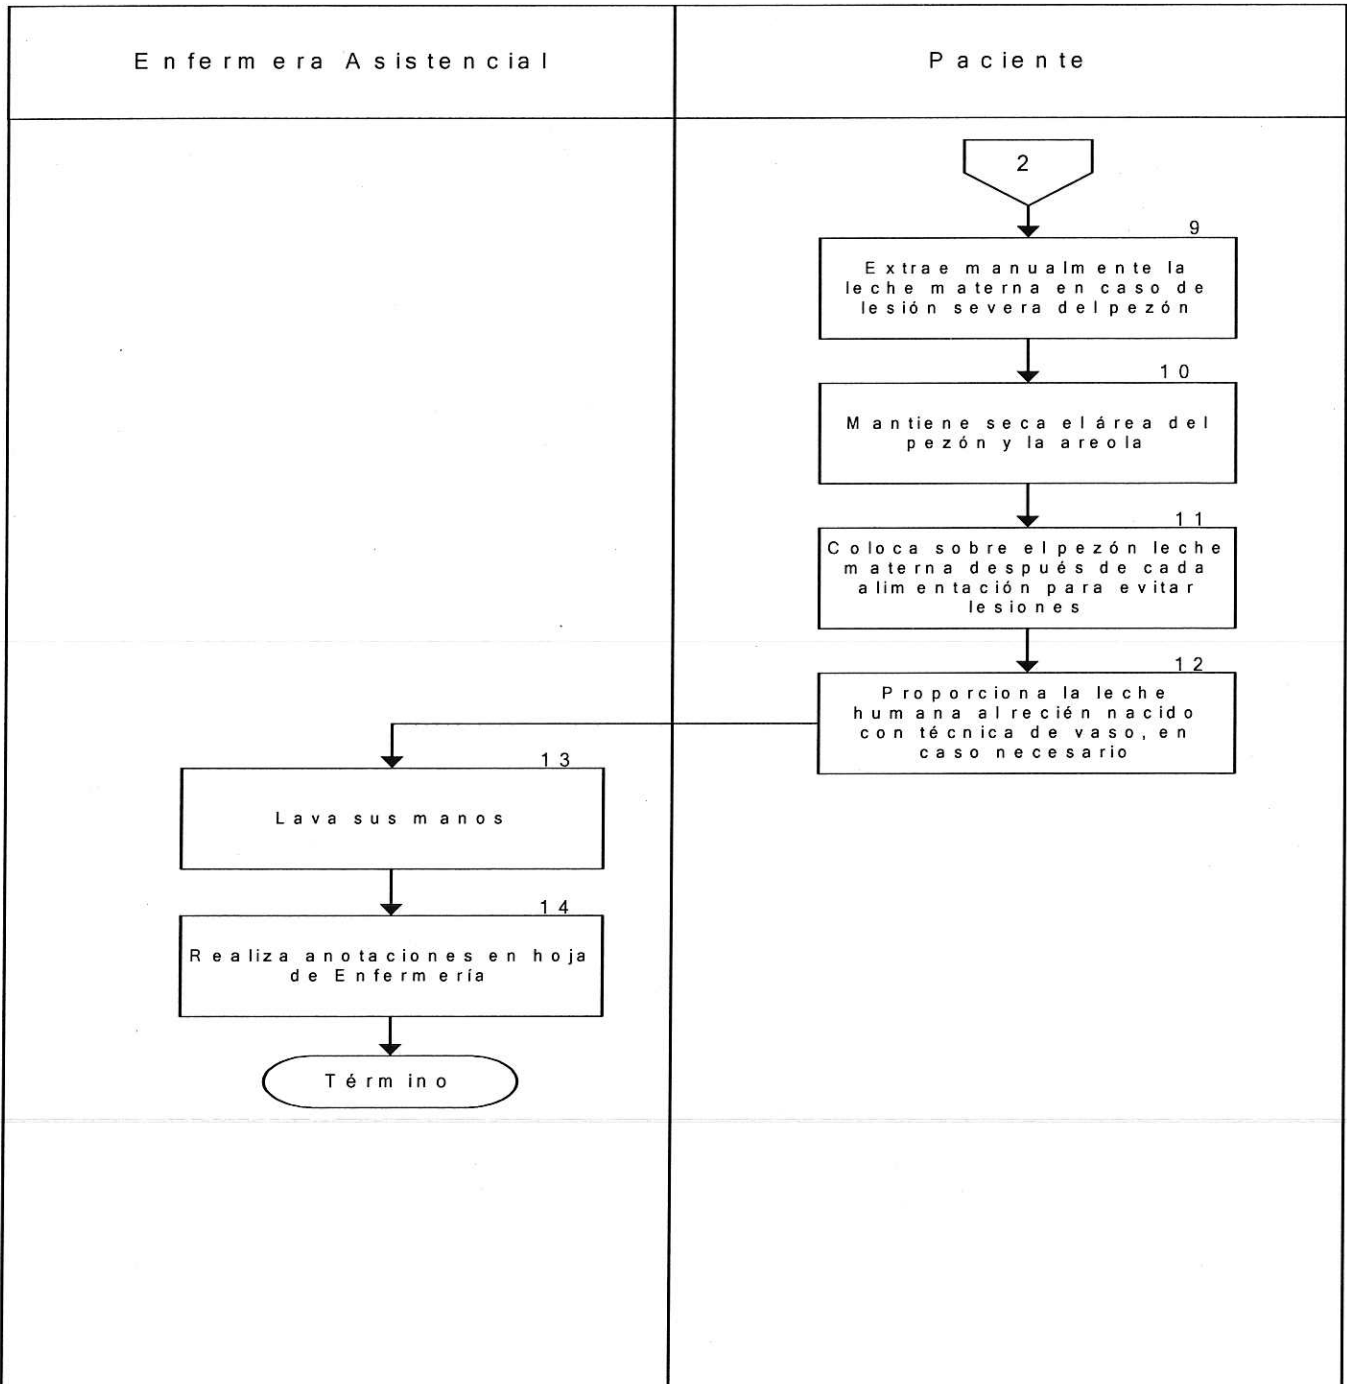 Enfermera Asistencial
Paciente
2
9
Extrae manualmente la
leche materna en caso de
lesión severa del pezón
10
Mantiene seca el área del
pezón y la areola
11
Coloca sobre el pezón leche
materna después de cada
alimentación para evitar
lesiones
12
Proporciona la leche
humana al recién nacido
con técnica de vaso, en
caso necesario
13
Lava sus manos
14
Realiza anotaciones en hoja
de Enfermería
Término